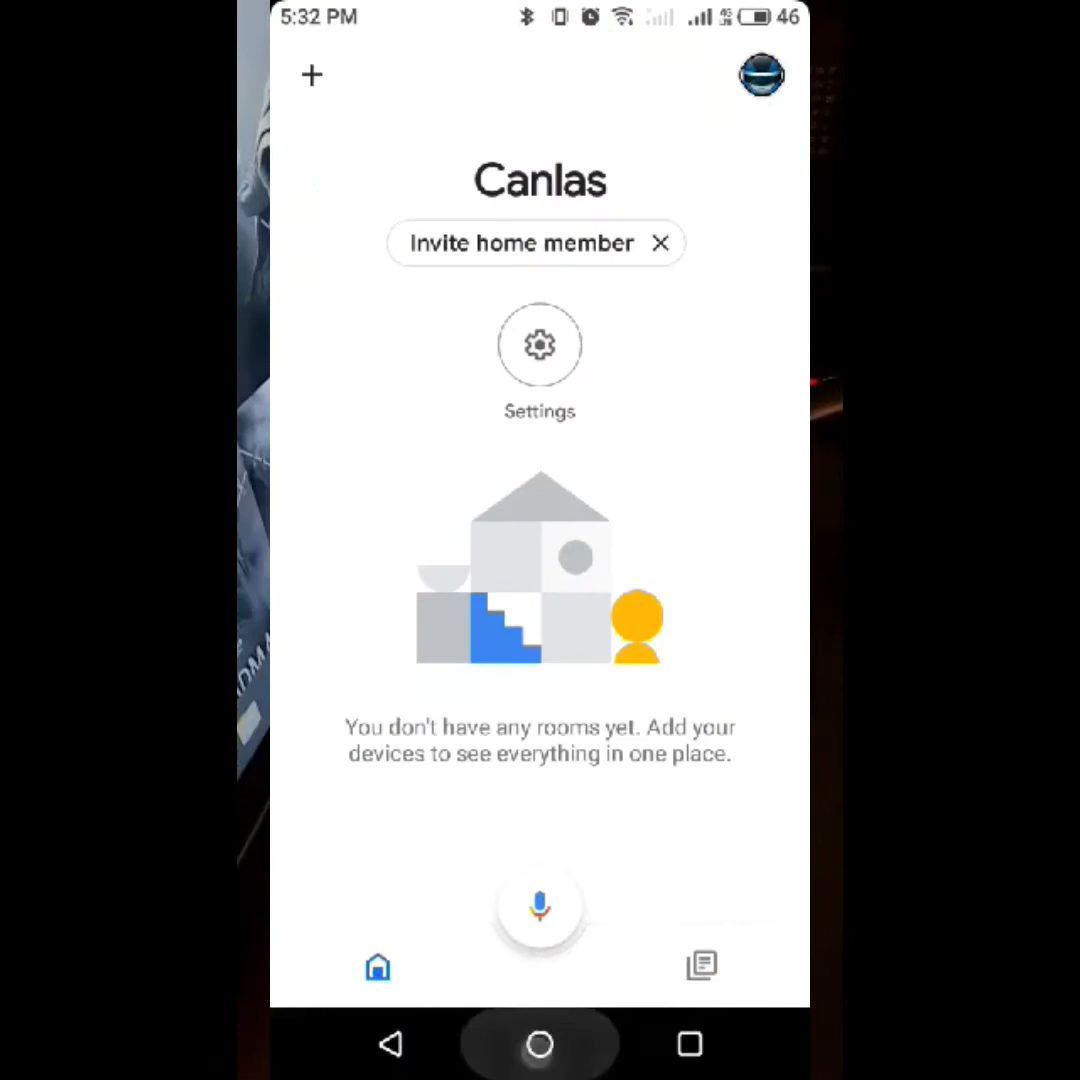 5:32 PM 46
Canlas
Invite home member
Settings
You don't have any rooms yet. Add your
devices to see everything in one place.